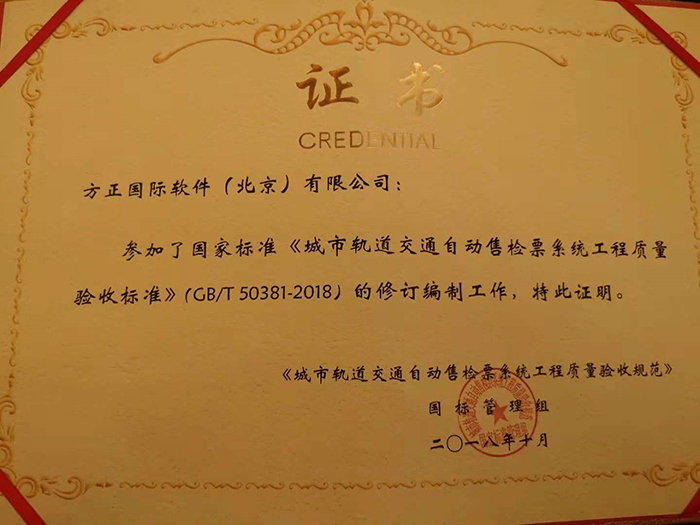 证书
CREDENTIAL
方正国际软件（北京）有限公司：
参加了国家标准《城市轨道交通自动售检票系统工程质量
验收标准》(GB/T 50381-2018）的修订编制工作，特此证明。
《城市轨道交通自动售检票系统工程质量验收规范》
国标管理组
二〇一八年十月